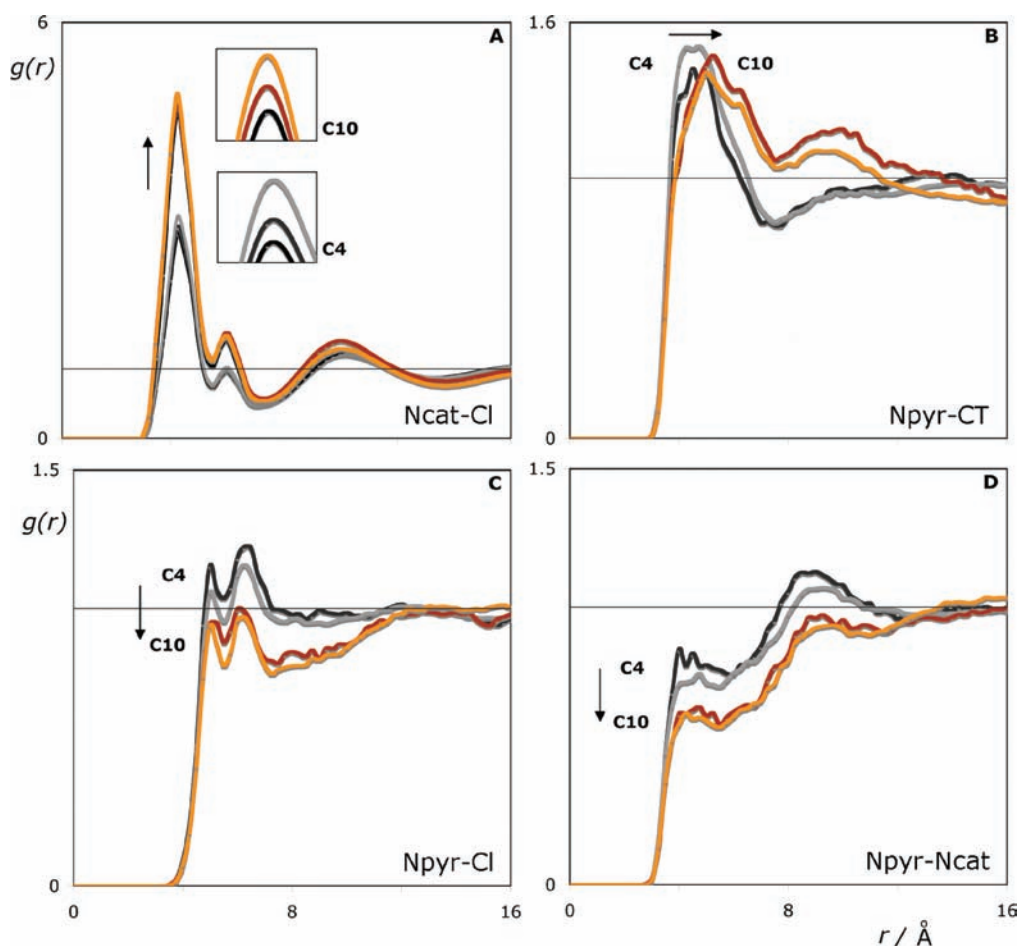 6
A
g(r)
C10
C4
0
Ncat-Cl
1.6
B
C4
C10
0
Npyr-CT
1.5
C
g(r)
C4
C10
Npyr-Cl
0
0
8
16
1.5
D
C4
C10
Npyr-Ncat
0
0
8
16
r / Å